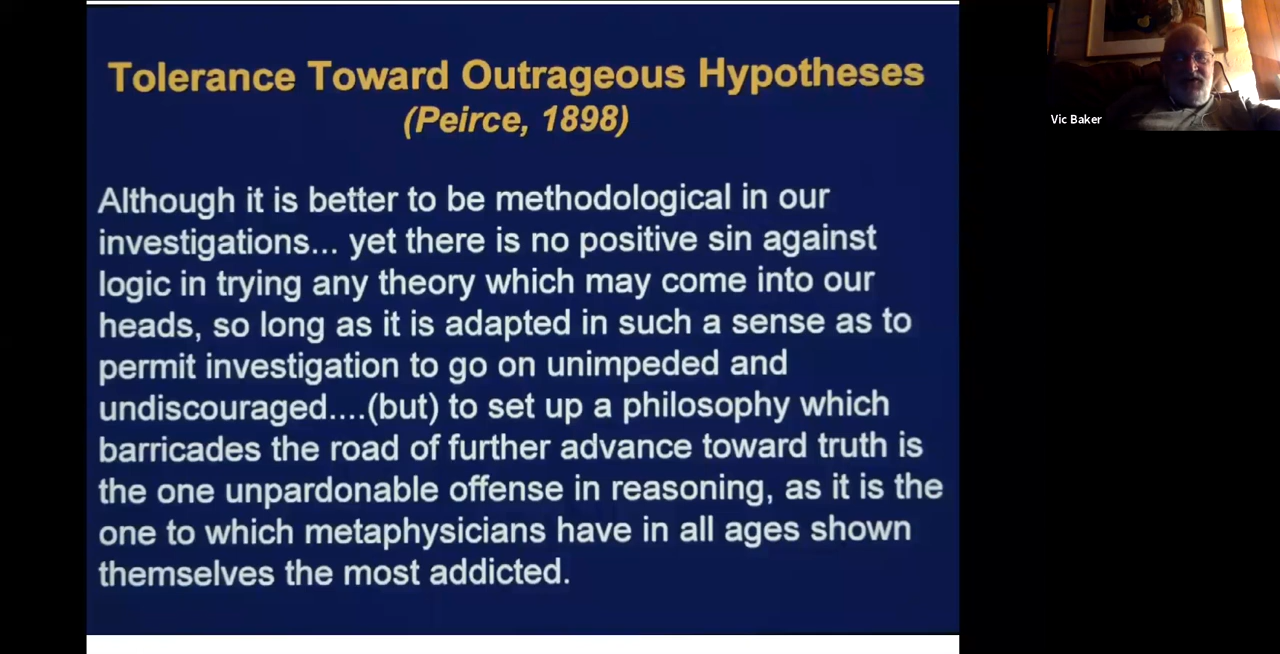 Tolerance Toward Outrageous Hypotheses
(Peirce, 1898)
Although it is better to be methodological in our
investigations... yet there is no positive sin against
logic in trying any theory which may come into our
heads, so long as it is adapted in such a sense as to
permit investigation to go on unimpeded and
undiscouraged....(but) to set up a philosophy which
barricades the road of further advance toward truth is
the one unpardonable offense in reasoning, as it is the
one to which metaphysicians have in all ages shown
themselves the most addicted.
Vic Baker